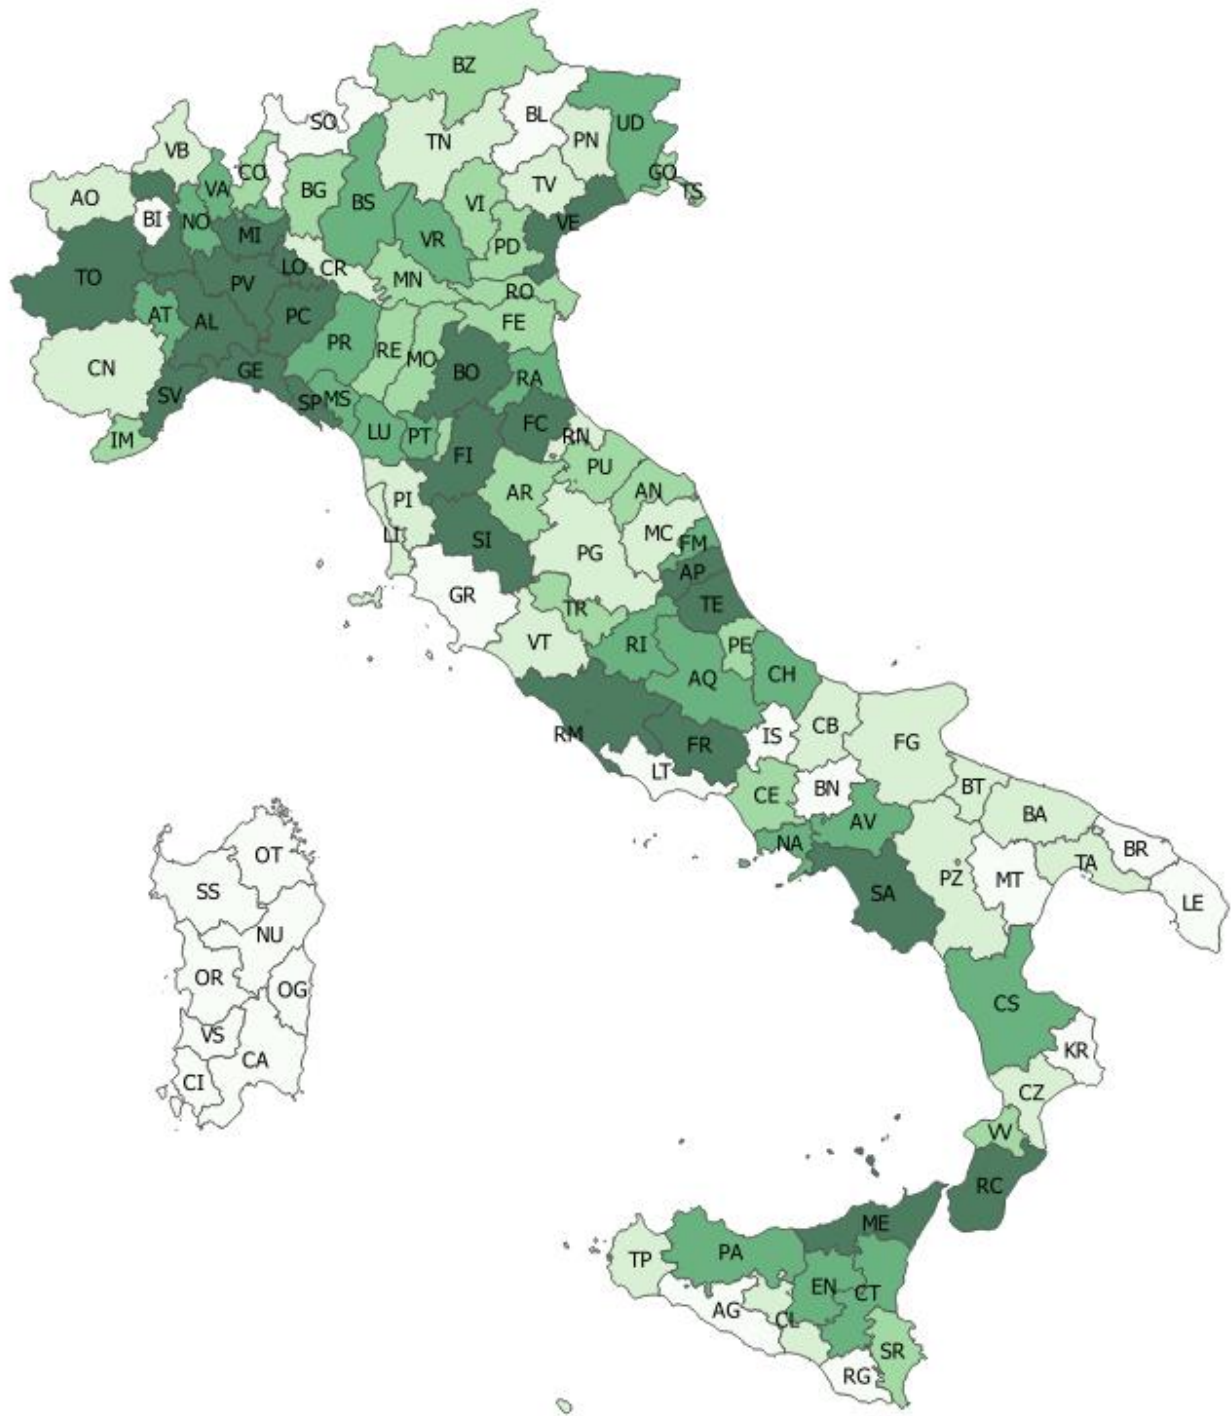 BZ
BL
UD
SO
TN
PN
VB
CO
GO
AO
VA
BG
TV
TS
BI
NO
BS
VI
VE
MI
VR
PD
LO
CR
TO
PV
MN
RO
AT
AL
PC
FE
PR
RE
MO
CN
GE
BO
RA
SV
SP
MS
FC
IM
LU
PT
RN
FI
PU
AR
AN
PI
LI
MC
SI
FM
PG
AP
GR
TR
TE
VT
RI
PE
AQ
CH
RM
FR
IS
CB
FG
LT
CE
BN
BT
AV
BA
NA
BR
OT
TA
SS
SA
PZ
MT
LE
NU
OR
OG
CS
VS
CA
KR
CI
CZ
VV
RC
ME
TP
PA
EN
CT
AG
CL
SR
RG